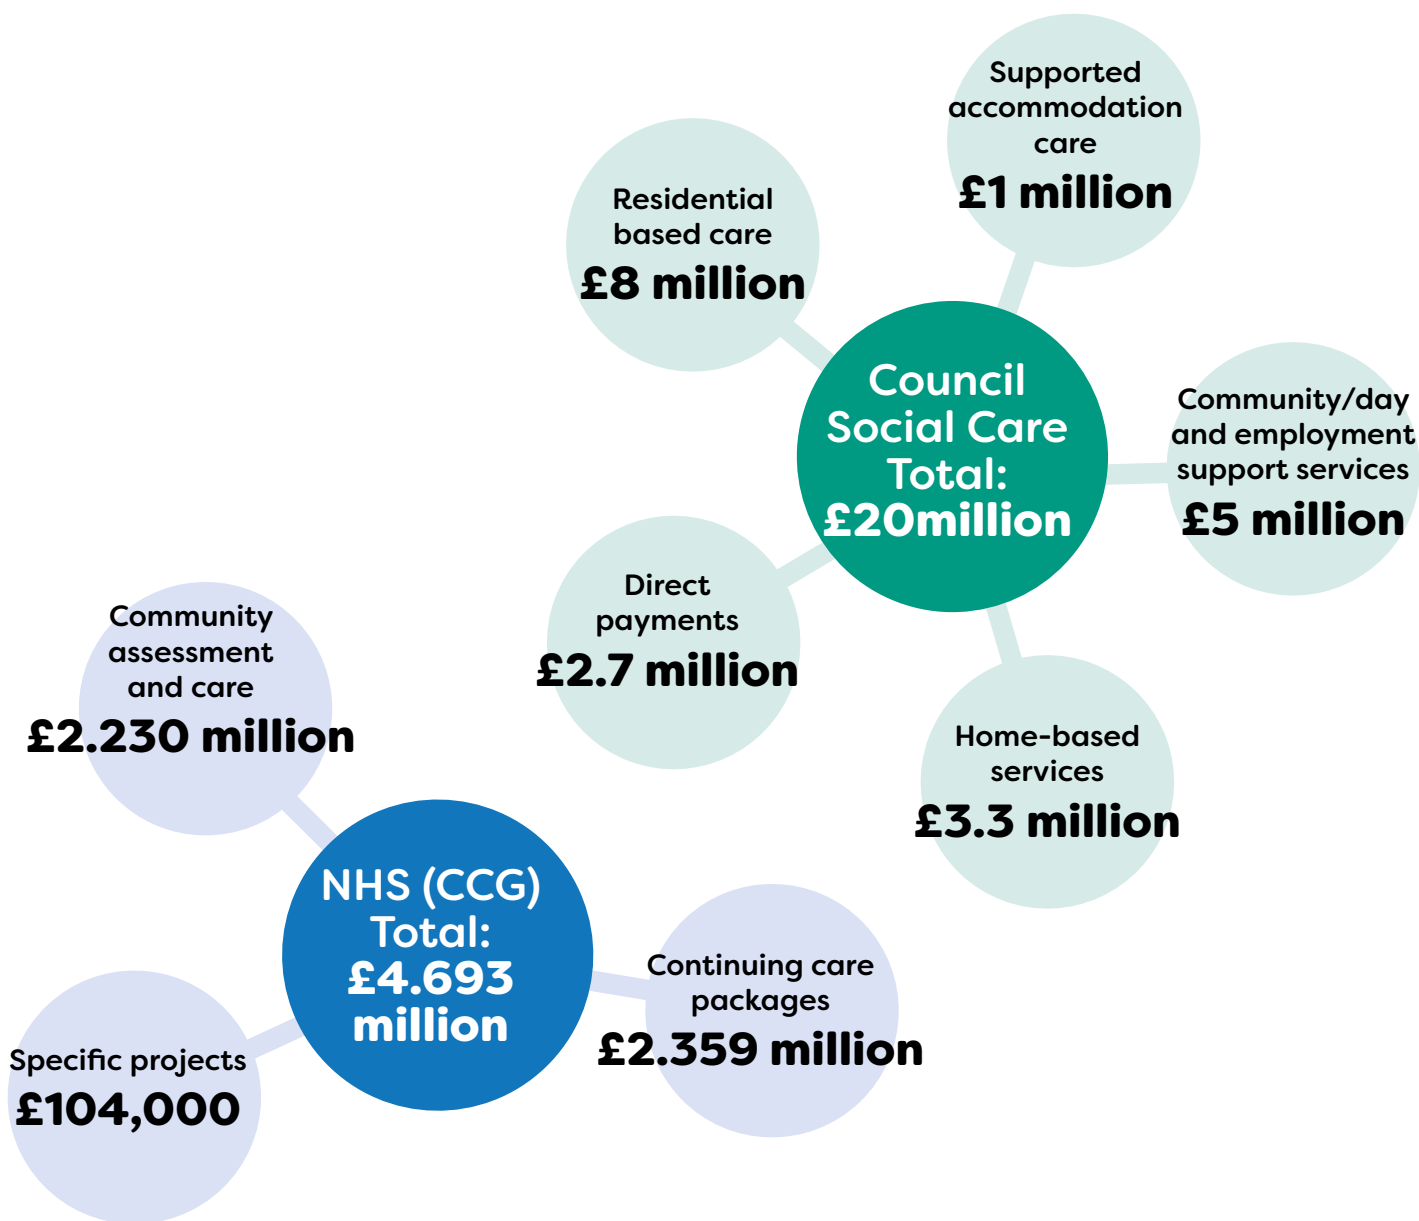 Supported
accommodation
care
£1 million
Residential
based care
£8 million
Council
Social Care
Total:
£20million
Community/day
and employment
support services
£5 million
Direct
payments
£2.7 million
Home-based
services
£3.3 million
Community
assessment
and care
£2.230 million
NHS (CCG)
Total:
£4.693
million
Continuing care
packages
£2.359 million
Specific projects
£104,000